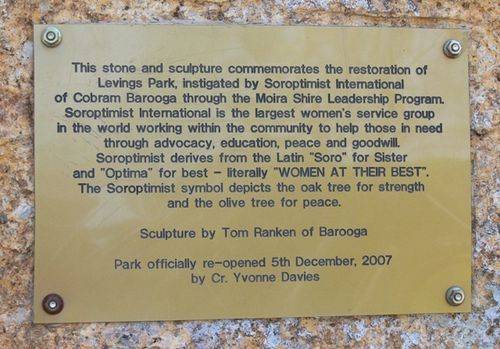 This stone and sculpture commemorates the restoration of
Levings Park, instigated by Soroptimist International
of Cobram Barooga through the Moira Shire Leadership Program.
Soroptimist International is the largest women's service group
in the world working within the community to help those in need
through advocacy, education, peace and goodwill.
Soroptimist derives from the Latin "Soro" for Sister
and "Optima" for best – literally "WOMEN AT THEIR BEST".
The Soroptimist symbol depicts the oak tree for strength
and the olive tree for peace.
Sculpture by Tom Ranken of Barooga
Park officially re-opened 5th December, 2007
by Cr. Yvonne Davies